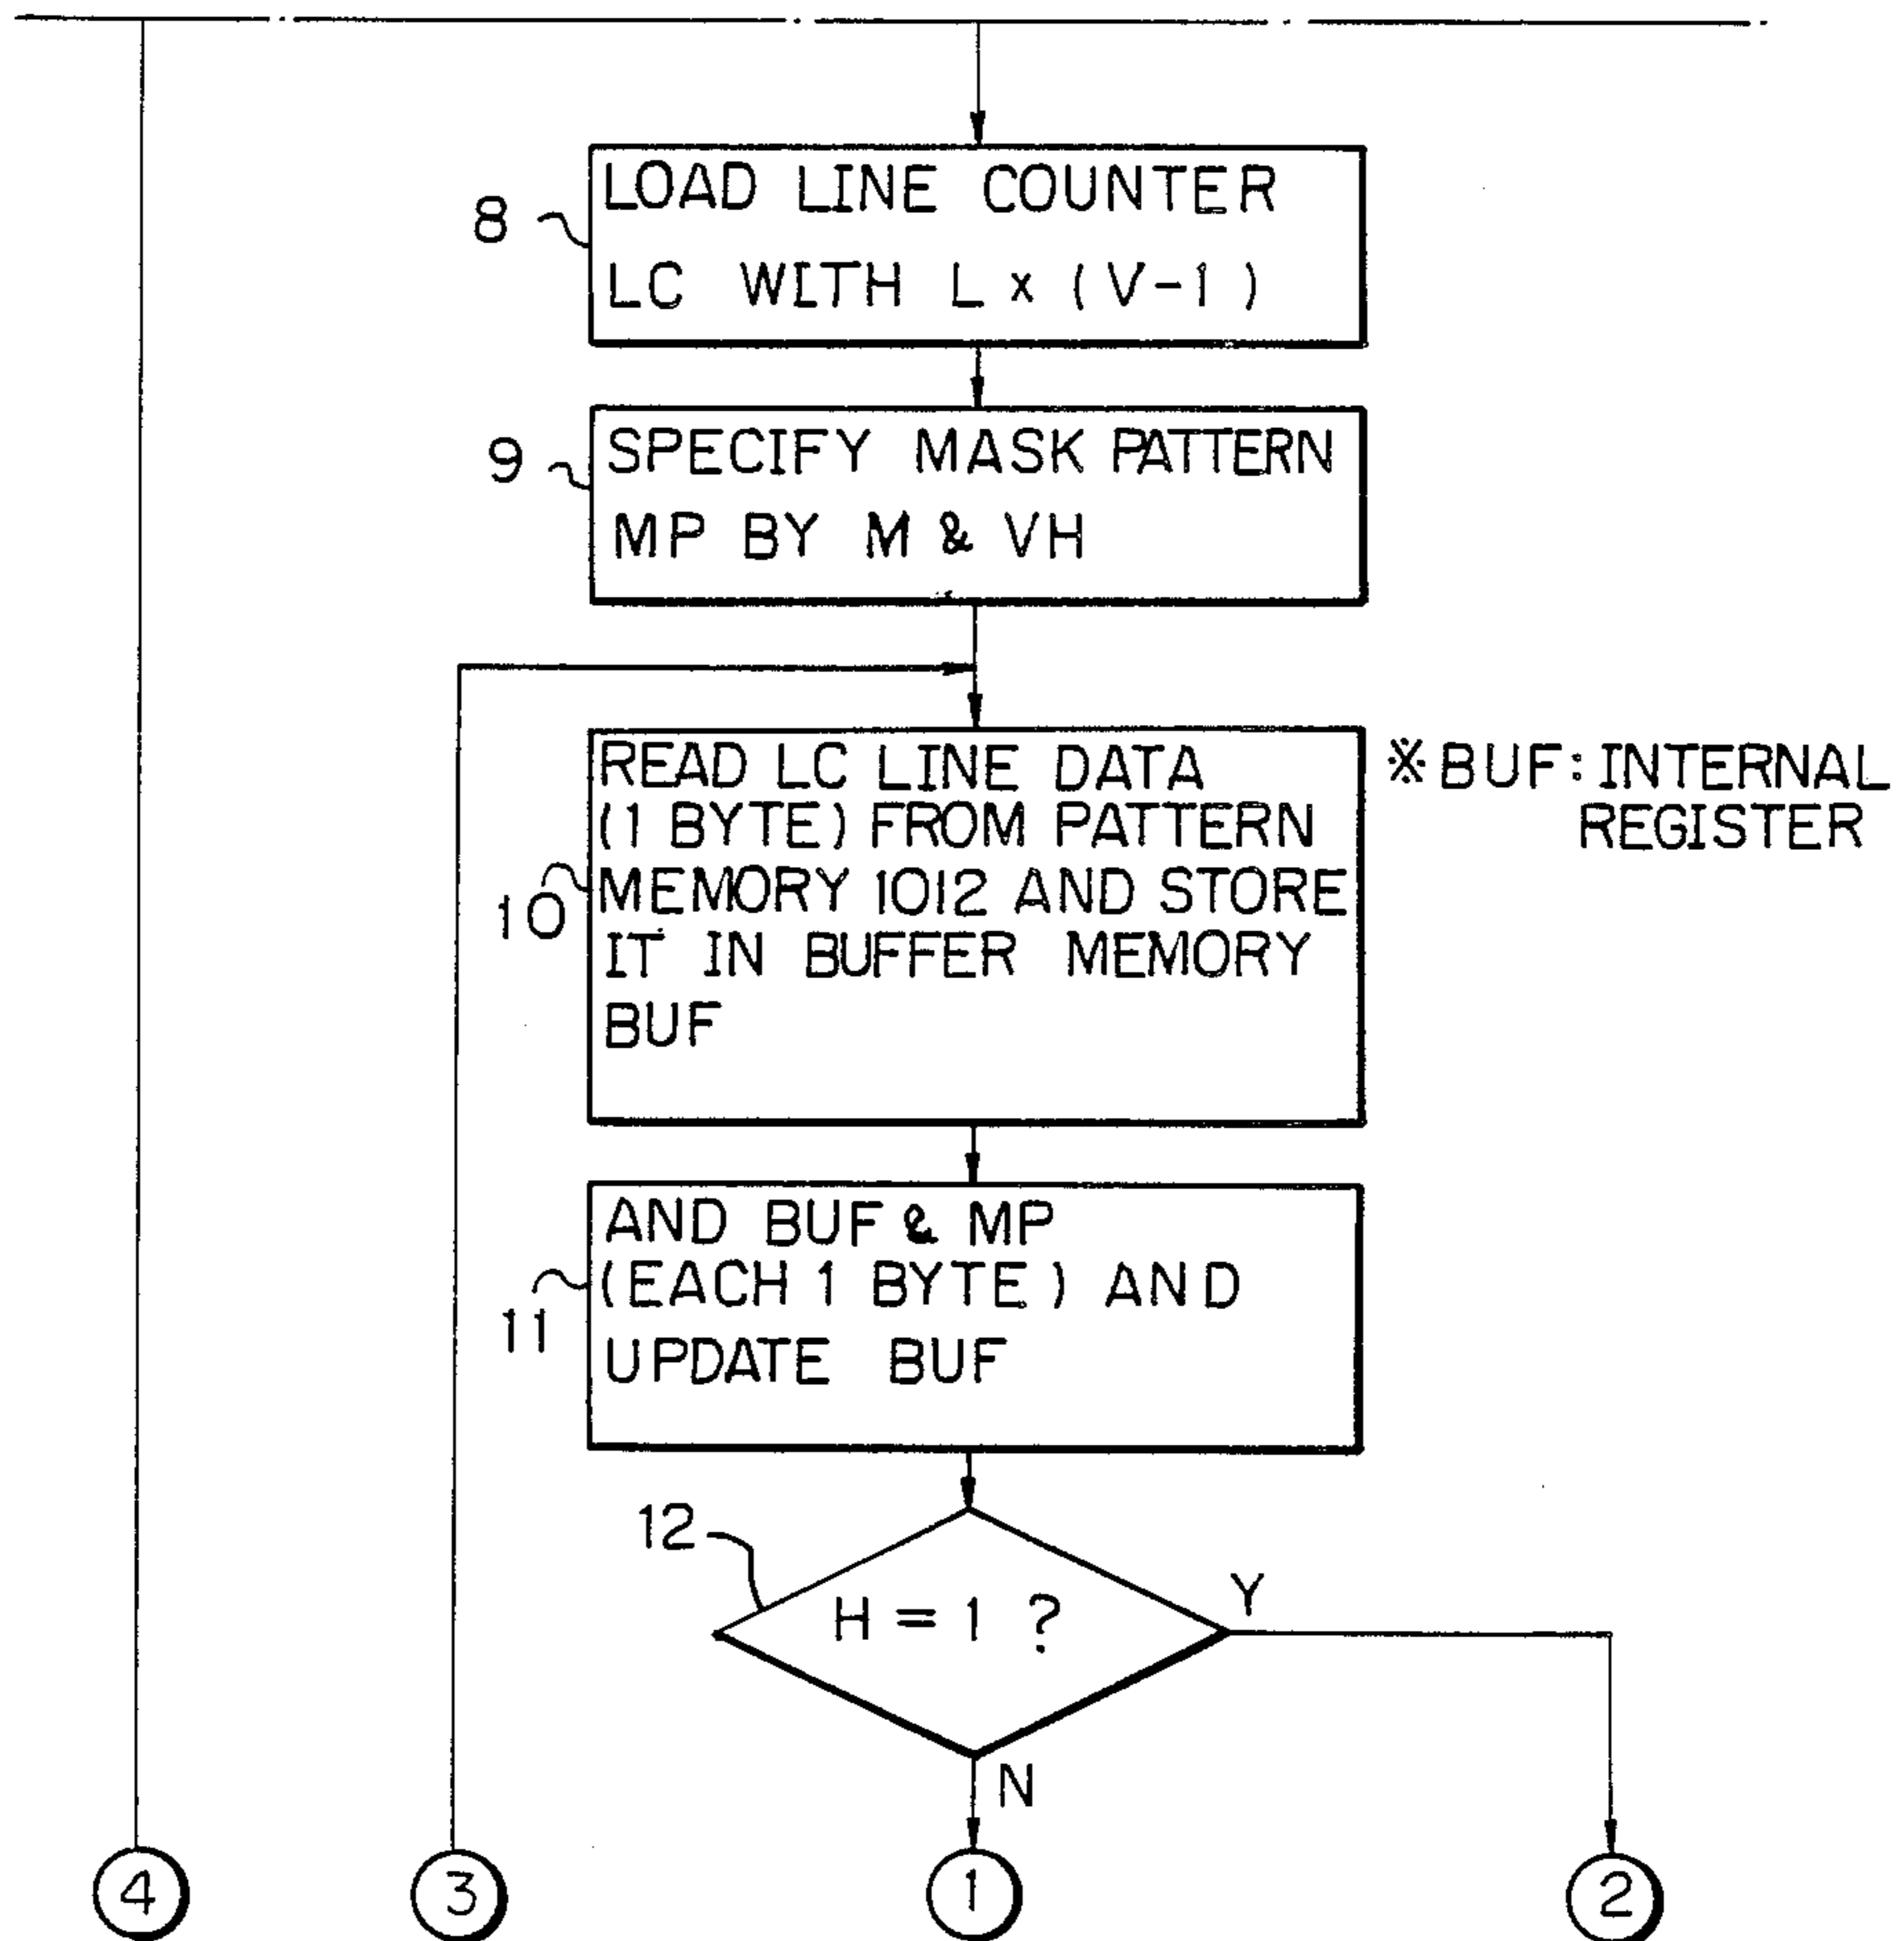 8
LOAD LINE COUNTER
LC WITH L x (V-1)
9
SPECIFY MASK PATTERN
MP BY M & VH
10
READ LC LINE DATA
(1 BYTE) FROM PATTERN
MEMORY 1012 AND STORE
IT IN BUFFER MEMORY
BUF
※ BUF: INTERNAL
REGISTER
11
AND BUF & MP
(EACH 1 BYTE) AND
UPDATE BUF
12
H = 1 ?
Y
N
4
3
1
2